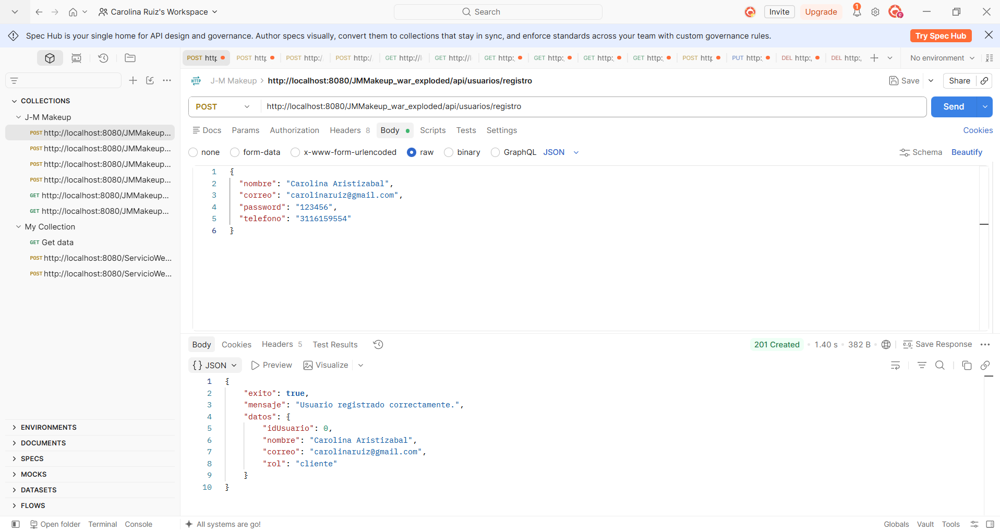 Carolina Ruiz's Workspace
Search
Invite
Upgrade
1
C
Spec Hub is your single home for API design and governance. Author specs visually, convert them to collections that stay in sync, and enforce standards across your team with custom governance rules.
Try Spec Hub
POST http
POST http
POST http:/
POST http:/
GET http://
GET http://
GET http:
GET http:
GET http:
GET http:
POST http
PUT http:
DEL http:
DEL http:
No environment
HTTP J-M Makeup > http://localhost:8080/JMMakeup_war_exploded/api/usuarios/registro
Save
Share
COLLECTIONS
J-M Makeup
POST http://localhost:8080/JMMakeup...
POST http://localhost:8080/JMMakeup...
POST http://localhost:8080/JMMakeup...
POST http://localhost:8080/JMMakeup...
GET http://localhost:8080/JMMakeup...
GET http://localhost:8080/JMMakeup...
My Collection
GET Get data
POST http://localhost:8080/ServicioWe...
POST http://localhost:8080/ServicioWe...
ENVIRONMENTS
DOCUMENTS
SPECS
MOCKS
DATASETS
FLOWS
POST
http://localhost:8080/JMMakeup_war_exploded/api/usuarios/registro
Send
Docs Params Authorization Headers 8 Body Scripts Tests Settings
Cookies
none form-data x-www-form-urlencoded raw binary GraphQL JSON
Schema Beautify
1 {
2 "nombre": "Carolina Aristizabal",
3 "correo": "carolinaruiz@gmail.com",
4 "password": "123456",
5 "telefono": "3116159554"
6 }
Body Cookies Headers 5 Test Results
201 Created 1.40 s 382 B
e.g. Save Response
{} JSON Preview Visualize
1 {
2 "exito": true,
3 "mensaje": "Usuario registrado correctamente.",
4 "datos": {
5 "idUsuario": 0,
6 "nombre": "Carolina Aristizabal",
7 "correo": "carolinaruiz@gmail.com",
8 "rol": "cliente"
9 }
10 }
Open folder Terminal Console
All systems are go!
Globals Vault Tools